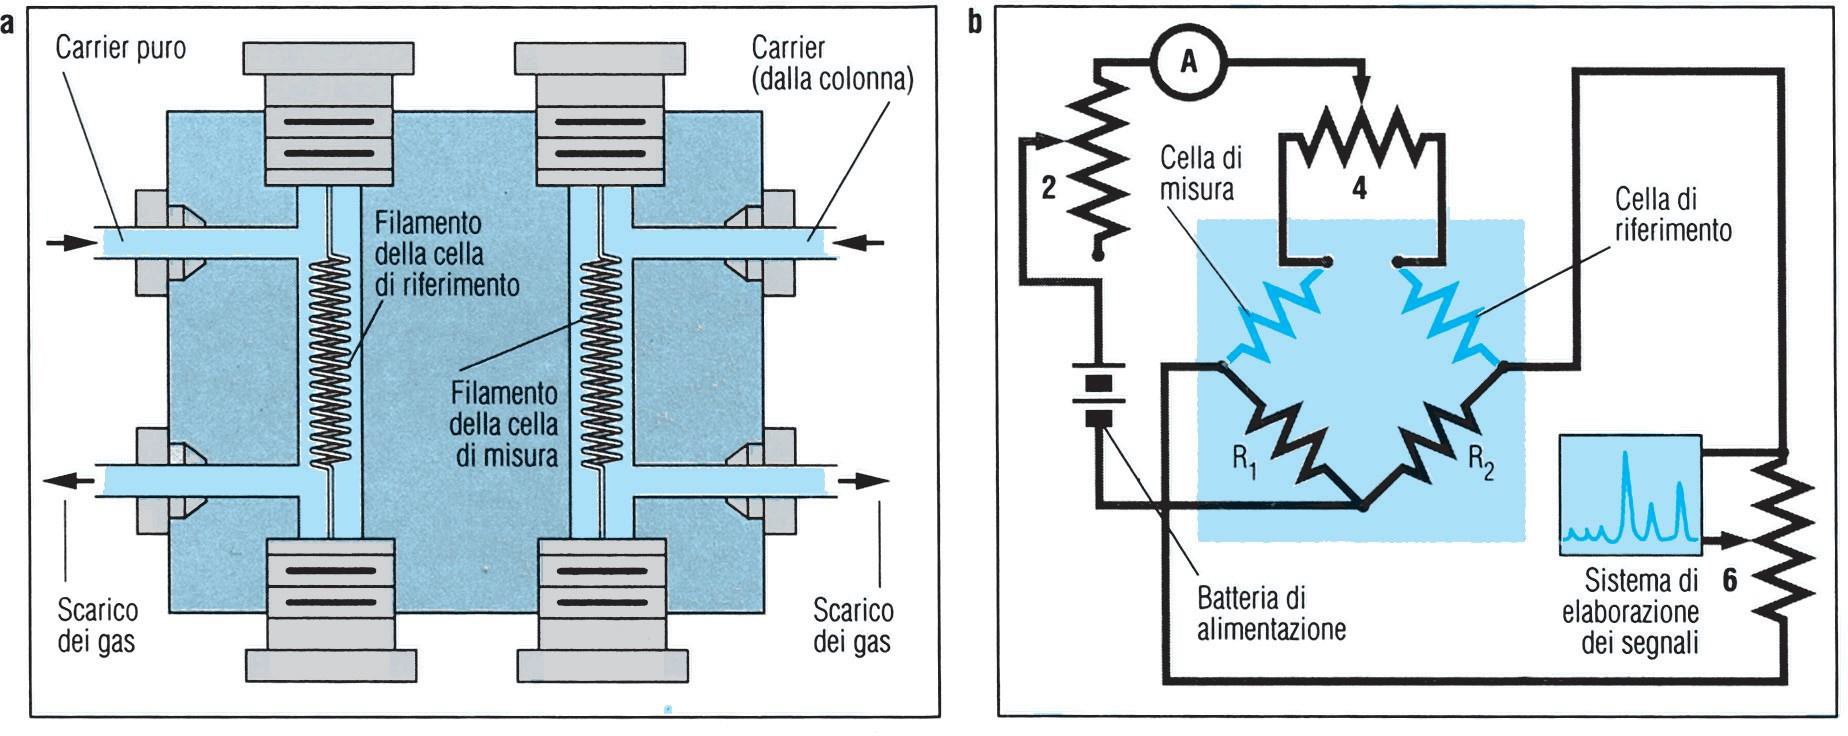 a
Carrier puro
Carrier
(dalla colonna)
Filamento
della cella
di riferimento
Filamento
della cella
di misura
Scarico
dei gas
Scarico
dei gas
b
A
2
Cella di
misura
4
Cella di
riferimento
R1
R2
Batteria di
alimentazione
Sistema di
elaborazione
dei segnali
6